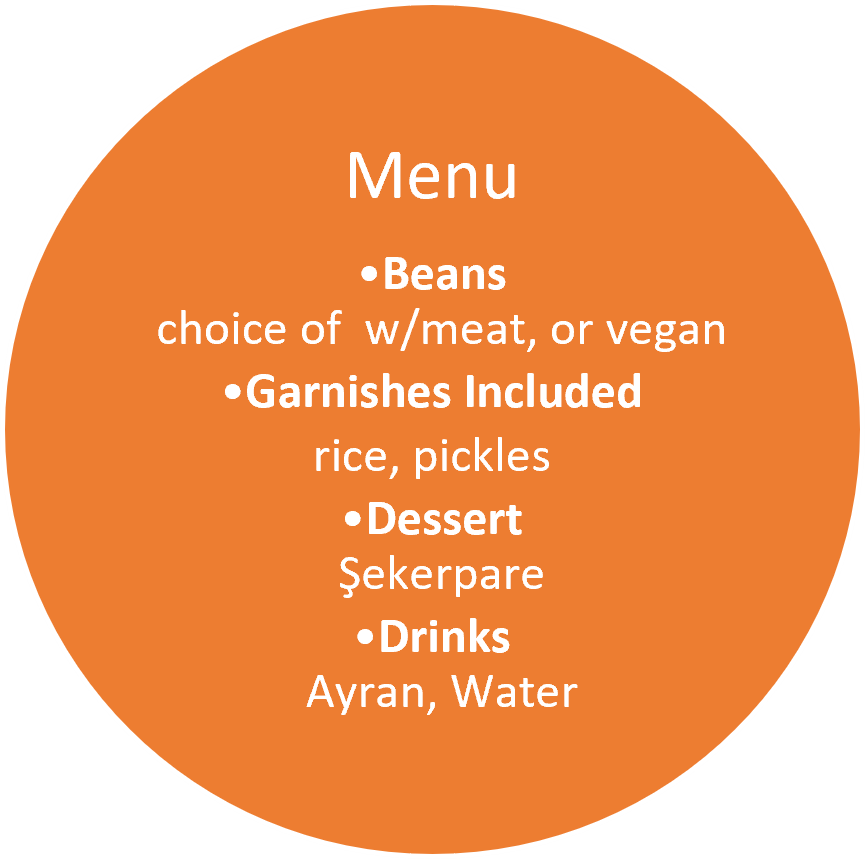 Menu
•Beans
choice of  w/meat, or vegan
•Garnishes Included
rice, pickles
•Dessert
Şekerpare
•Drinks
Ayran, Water